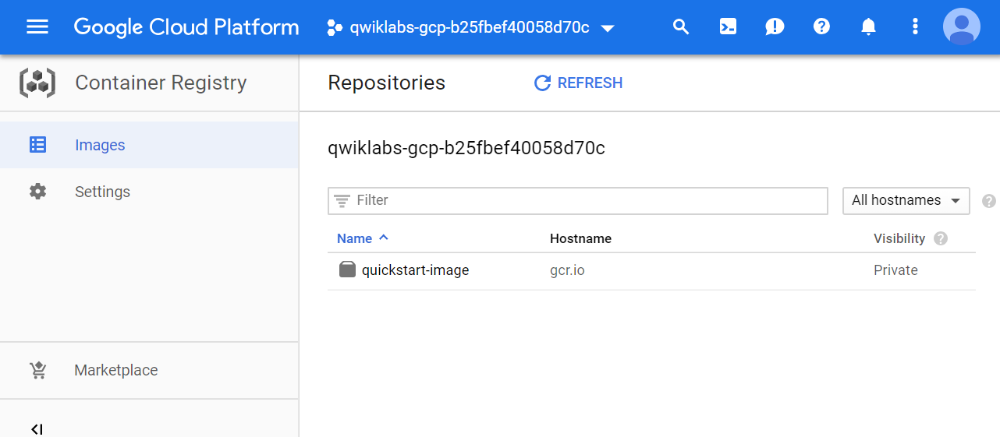 Google Cloud Platform qwiklabs-gcp-b25fbef40058d70c
Container Registry
Repositories REFRESH
Images
Settings
Marketplace
qwiklabs-gcp-b25fbef40058d70c
Filter All hostnames
Name Hostname Visibility
quickstart-image gcr.io Private